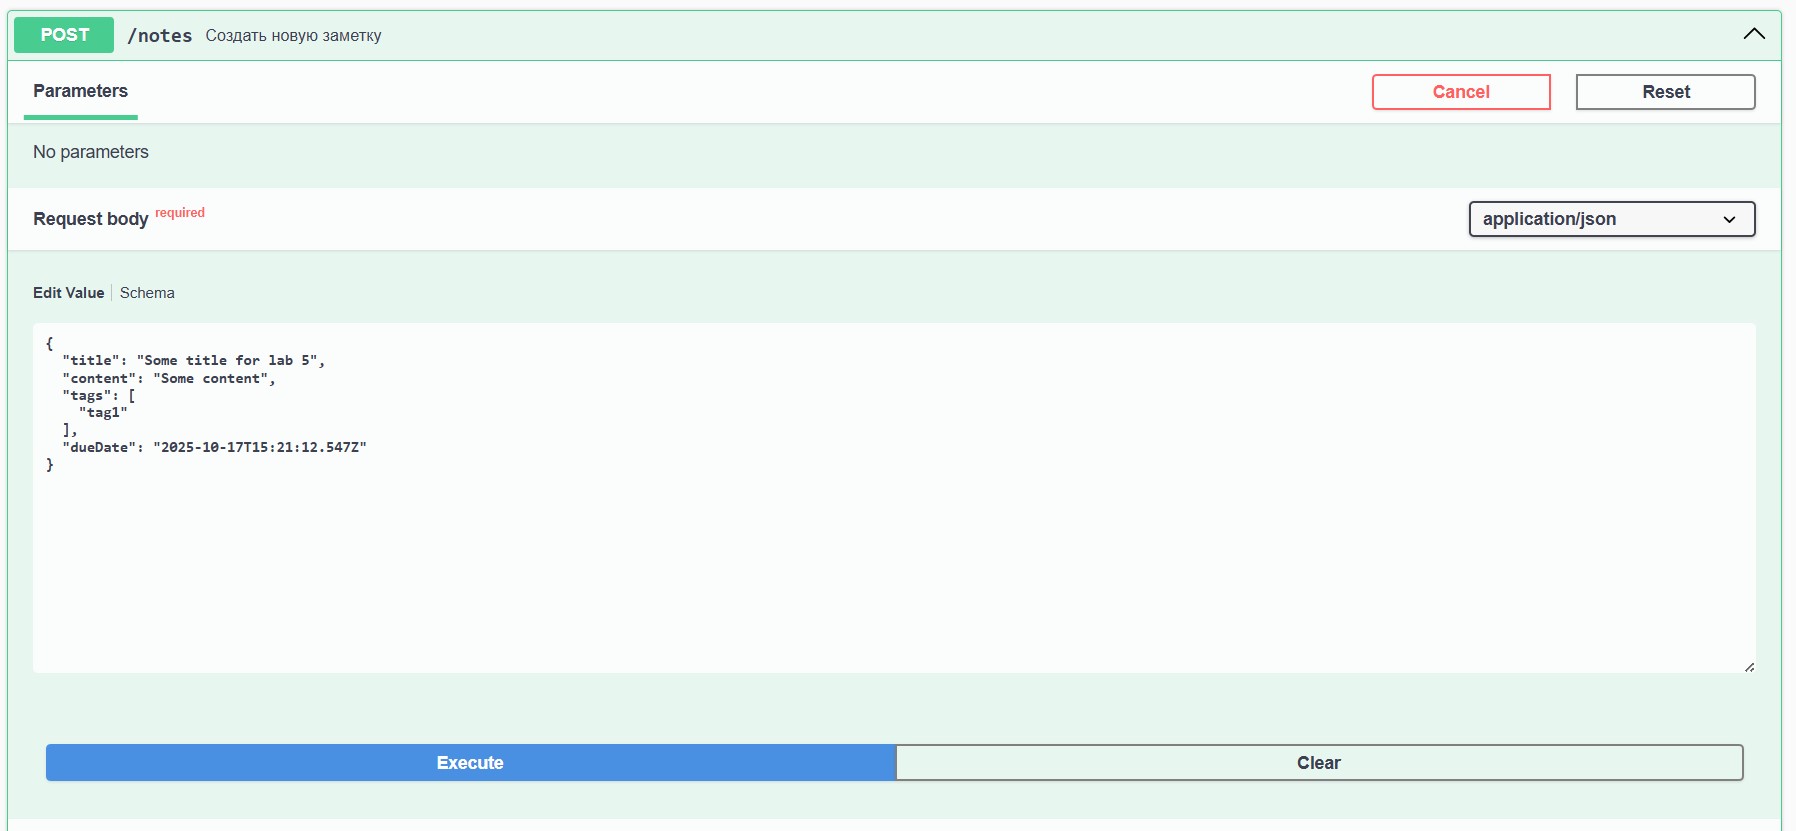 POST /notes Создать новую заметку
Parameters Cancel Reset
No parameters
Request body required application/json
Edit Value Schema
{
  "title": "Some title for lab 5",
  "content": "Some content",
  "tags": [
    "tag1"
  ],
  "dueDate": "2025-10-17T15:21:12.547Z"
}
Execute Clear